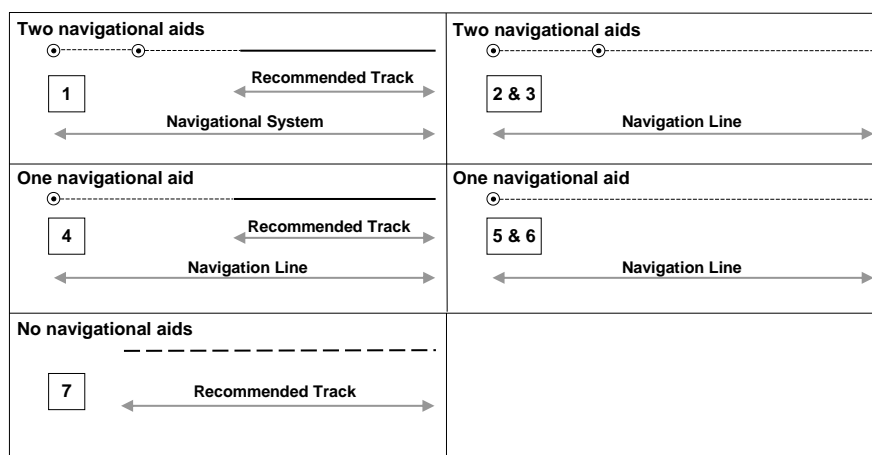 Two navigational aids
Recommended Track
1
Navigational System
Two navigational aids
2 & 3
Navigation Line
One navigational aid
Recommended Track
4
Navigation Line
One navigational aid
5 & 6
Navigation Line
No navigational aids
7
Recommended Track